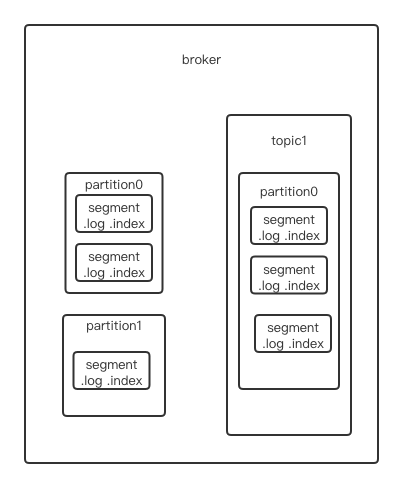 broker
partition0
segment
.log .index
segment
.log .index
partition1
segment
.log .index
topic1
partition0
segment
.log .index
segment
.log .index
segment
.log .index